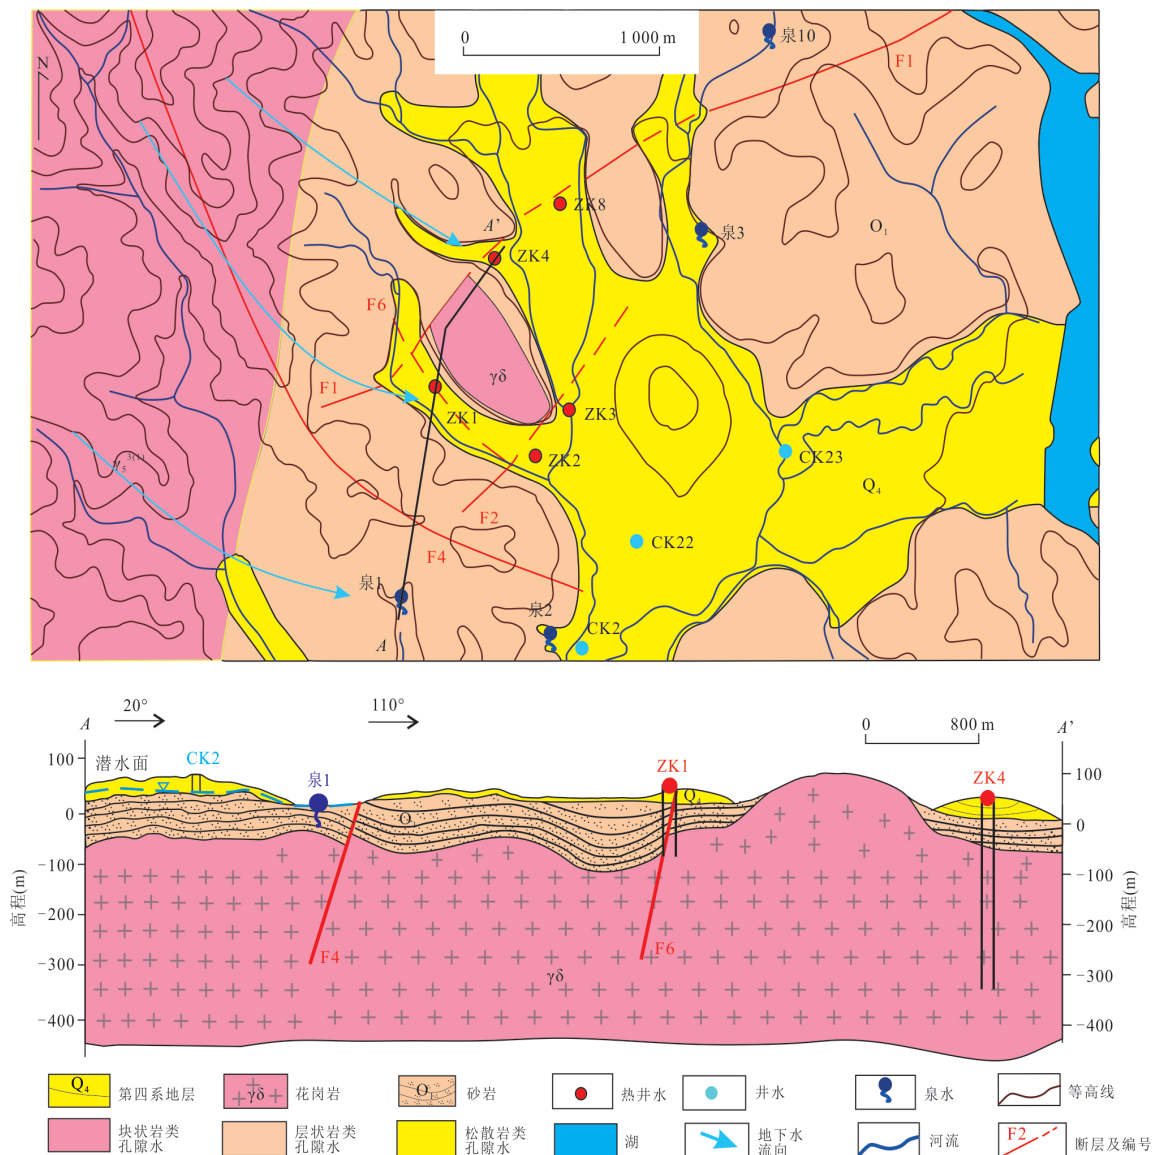 0 1 000 m
N
泉10
F1
ZK8
泉3
O1
A’
ZK4
F6
F1
γδ
ZK1
ZK3
ZK2
CK23
Q4
γ5 3(1)
F2
CK22
F4
泉1
泉2
CK2
A
A 20° 110° 0 800 m A’
潜水面 CK2 泉1 ZK1 ZK4
100 100
Q
0 O 0
−100 −100
高程(m) 高程(m)
−200 −200
F4 F6
−300 γδ −300
−400 −400
Q4 第四系地层 γδ 花岗岩 O1 砂岩 热井水 井水 泉水 等高线
块状岩类 层状岩类 松散岩类 湖 地下水 河流 F2 断层及编号
孔隙水 孔隙水 孔隙水 流向